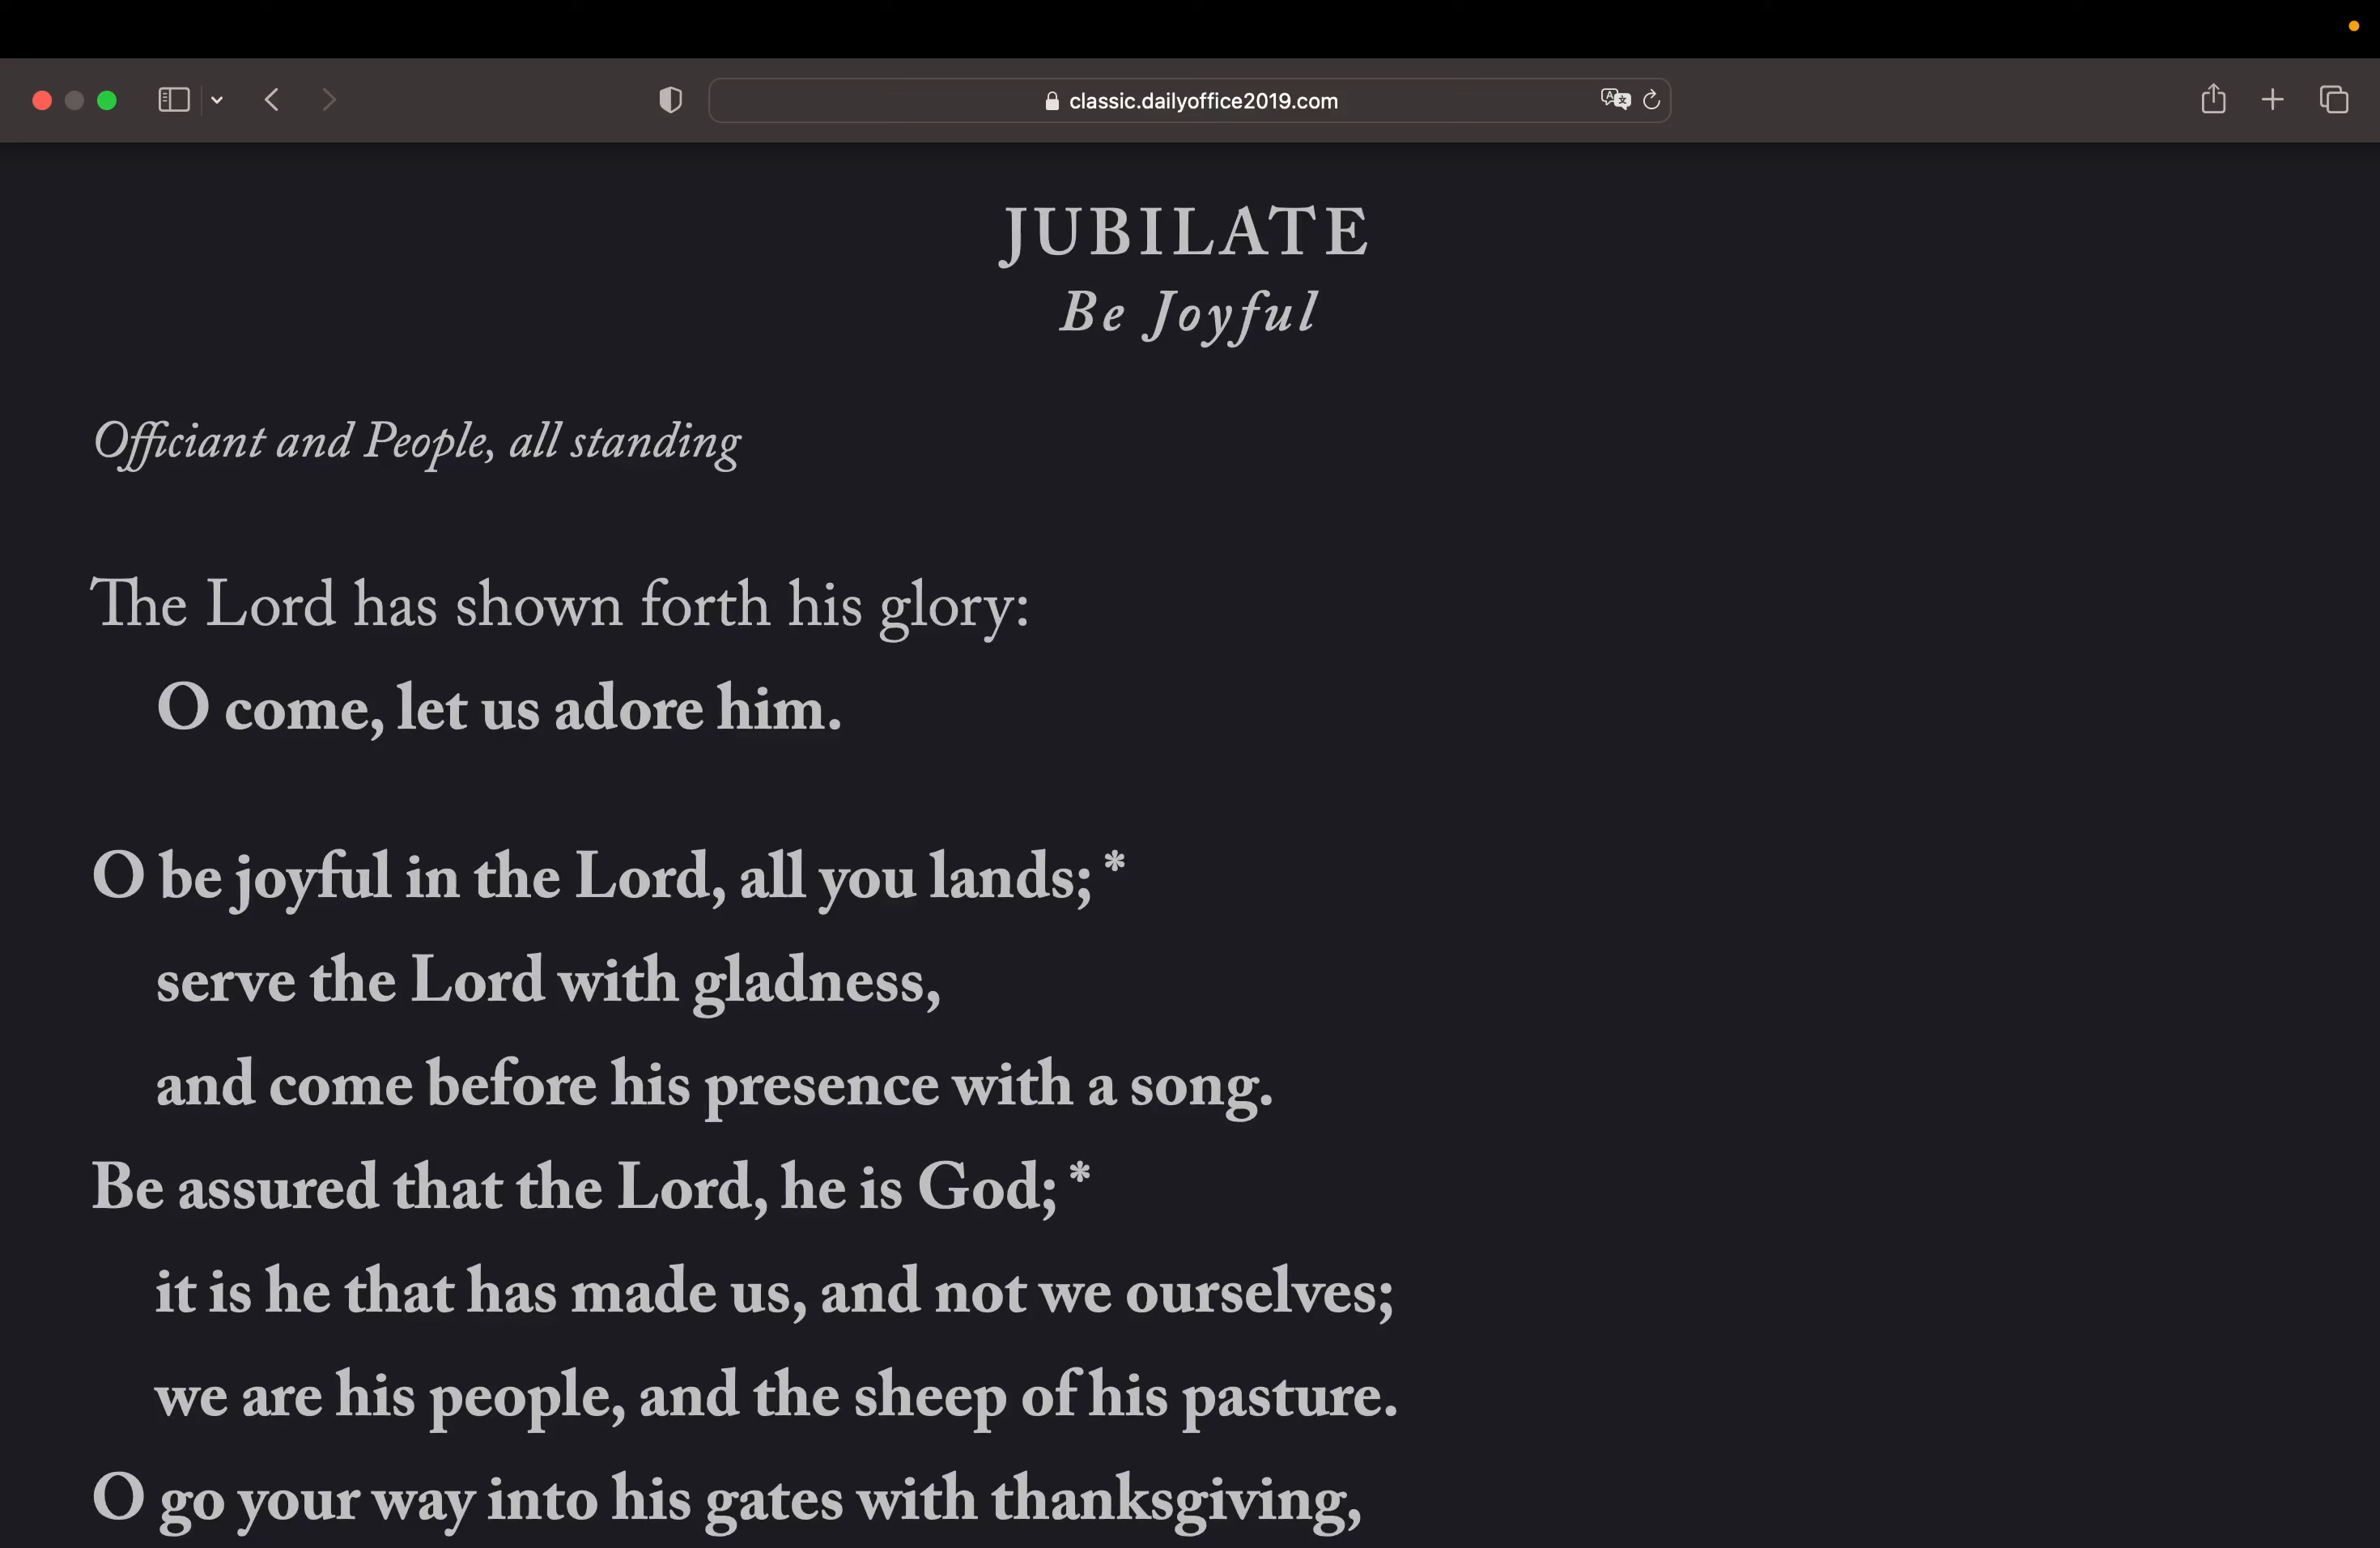 classic.dailyoffice2019.com
JUBILATE
Be Joyful
Officiant and People, all standing
The Lord has shown forth his glory:
O come, let us adore him.
O be joyful in the Lord, all you lands; *
serve the Lord with gladness,
and come before his presence with a song.
Be assured that the Lord, he is God; *
it is he that has made us, and not we ourselves;
we are his people, and the sheep of his pasture.
O go your way into his gates with thanksgiving,